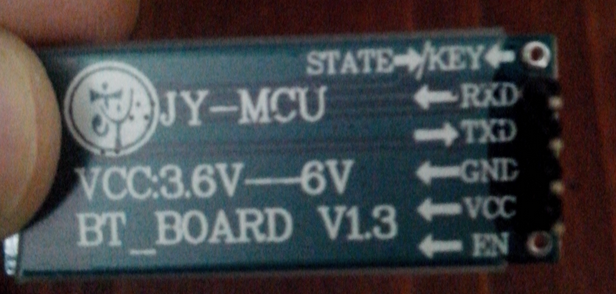 STATE→/KEY←
JY-MCU
←RXD
→TXD
VCC:3.6V—6V
←GND
BT_BOARD V1.3
←VCC
←EN